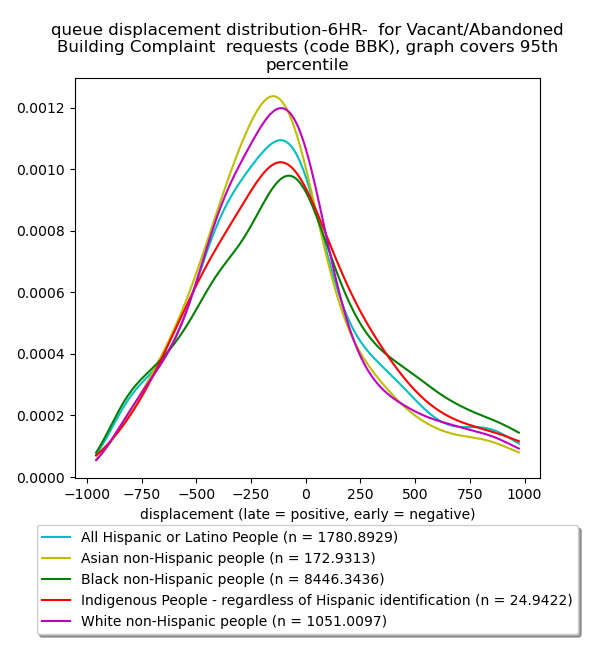 queue displacement distribution-6HR-  for Vacant/Abandoned
Building Complaint  requests (code BBK), graph covers 95th
percentile
0.0012
0.0010
0.0008
0.0006
0.0004
0.0002
0.0000
−1000 −750 −500 −250 0 250 500 750 1000
displacement (late = positive, early = negative)
All Hispanic or Latino People (n = 1780.8929)
Asian non-Hispanic people (n = 172.9313)
Black non-Hispanic people (n = 8446.3436)
Indigenous People - regardless of Hispanic identification (n = 24.9422)
White non-Hispanic people (n = 1051.0097)